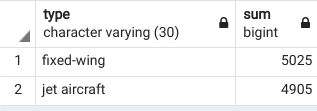 type sum
character varying (30) bigint
1 fixed-wing 5025
2 jet aircraft 4905